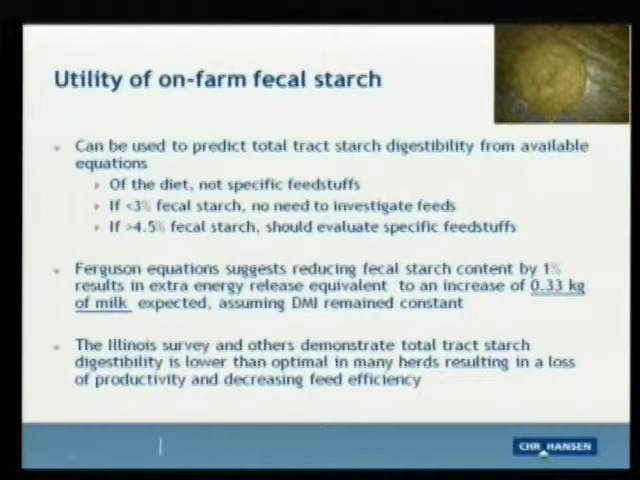 Utility of on-farm fecal starch
Can be used to predict total tract starch digestibility from available
equations
Of the diet, not specific feedstuffs
If <3% fecal starch, no need to investigate feeds
If >4.5% fecal starch, should evaluate specific feedstuffs
Ferguson equations suggests reducing fecal starch content by 1%
results in extra energy release equivalent to an increase of 0.33 kg
of milk expected, assuming DMI remained constant
The Illinois survey and others demonstrate total tract starch
digestibility is lower than optimal in many herds resulting in a loss
of productivity and decreasing feed efficiency
CHR HANSEN